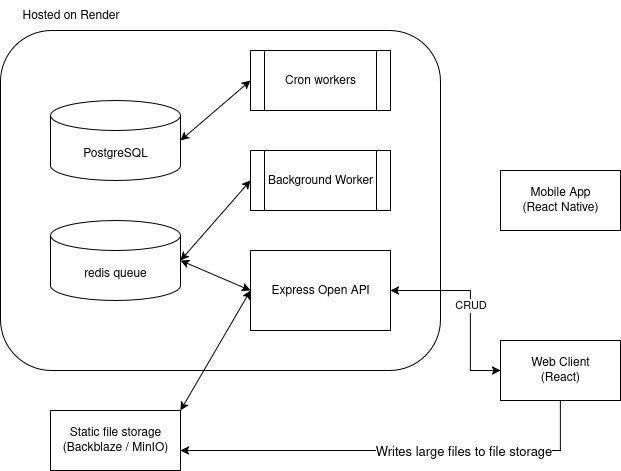 Hosted on Render
Cron workers
PostgreSQL
Background Worker
Mobile App
(React Native)
redis queue
Express Open API
CRUD
Web Client
(React)
Static file storage
(Backblaze / MinIO)
Writes large files to file storage